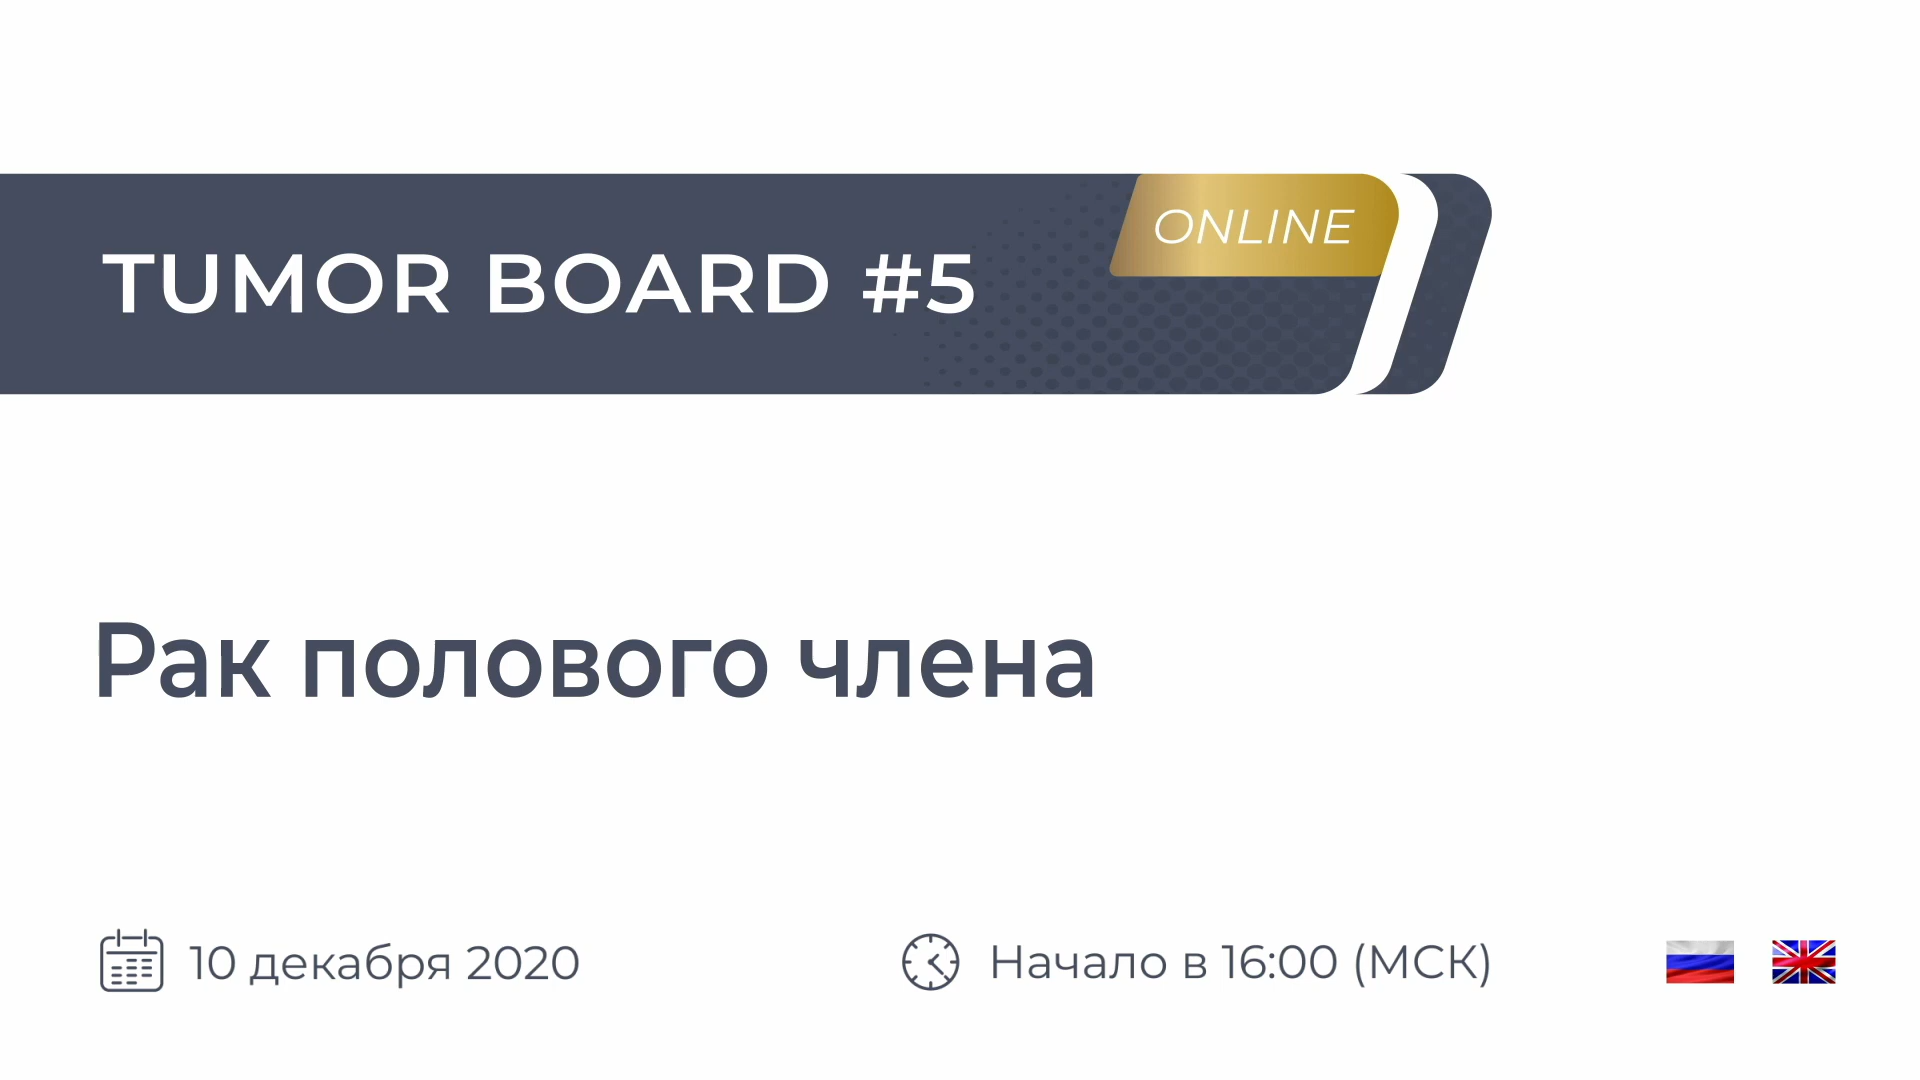 ONLINE
TUMOR BOARD #5
Рак полового члена
10 декабря 2020
Начало в 16:00 (МСК)